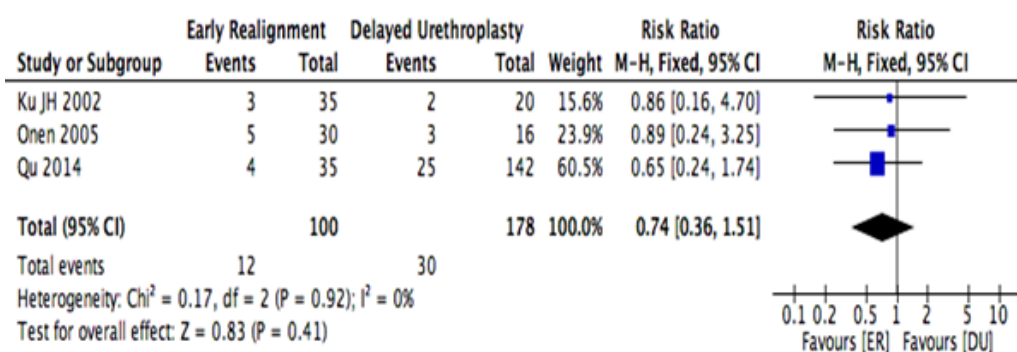 Early Realignment Delayed Urethroplasty Risk Ratio Risk Ratio
Study or Subgroup Events Total Events Total Weight M-H, Fixed, 95% CI M-H, Fixed, 95% CI
Ku JH 2002 3 35 2 20 15.6% 0.86 [0.16, 4.70]
Onen 2005 5 30 3 16 23.9% 0.89 [0.24, 3.25]
Qu 2014 4 35 25 142 60.5% 0.65 [0.24, 1.74]
Total (95% CI) 100 178 100.0% 0.74 [0.36, 1.51]
Total events 12 30
Heterogeneity: Chi² = 0.17, df = 2 (P = 0.92); I² = 0%
Test for overall effect: Z = 0.83 (P = 0.41)
0.1 0.2 0.5 1 2 5 10
Favours [ER] Favours [DU]